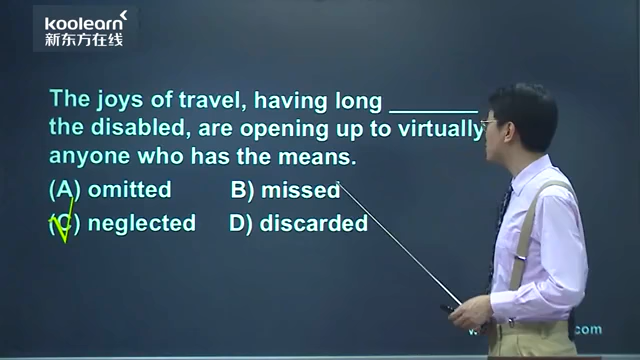 koolearn
新东方在线
The joys of travel, having long _______
the disabled, are opening up to virtually
anyone who has the means.
(A) omitted B) missed
(C) neglected D) discarded
.com